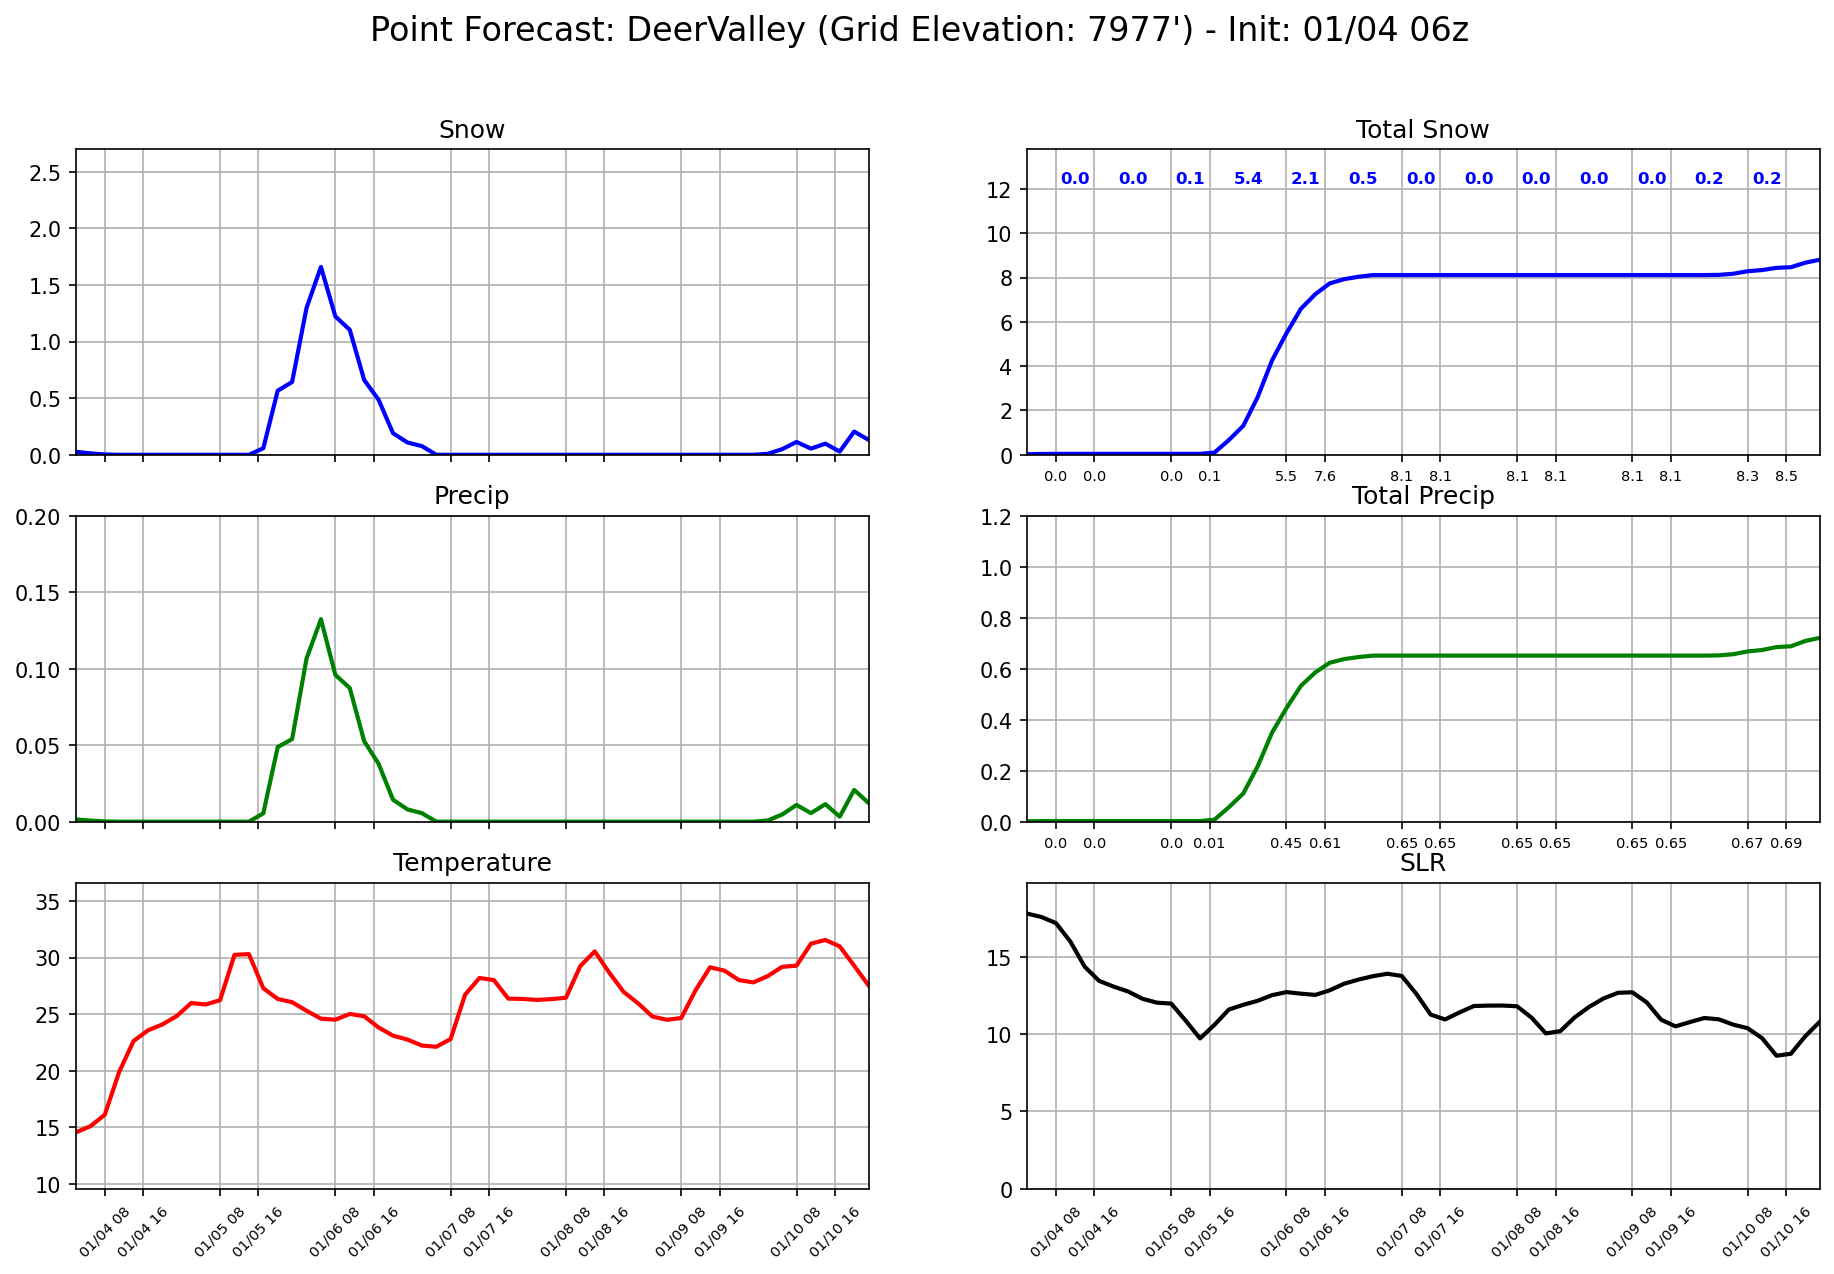 Point Forecast: DeerValley (Grid Elevation: 7977') - Init: 01/04 06z
Snow
2.5
2.0
1.5
1.0
0.5
0.0
Total Snow
0.0 0.0 0.1 5.4 2.1 0.5 0.0 0.0 0.0 0.0 0.0 0.2 0.2
12
10
8
6
4
2
0
0.0 0.0 0.0 0.1 5.5 7.6 8.1 8.1 8.1 8.1 8.1 8.1 8.3 8.5
Precip
0.20
0.15
0.10
0.05
0.00
Total Precip
1.2
1.0
0.8
0.6
0.4
0.2
0.0
0.0 0.0 0.0 0.01 0.45 0.61 0.65 0.65 0.65 0.65 0.65 0.65 0.67 0.69
Temperature
35
30
25
20
15
10
01/04 08 01/04 16 01/05 08 01/05 16 01/06 08 01/06 16 01/07 08 01/07 16 01/08 08 01/08 16 01/09 08 01/09 16 01/10 08 01/10 16
SLR
15
10
5
0
01/04 08 01/04 16 01/05 08 01/05 16 01/06 08 01/06 16 01/07 08 01/07 16 01/08 08 01/08 16 01/09 08 01/09 16 01/10 08 01/10 16